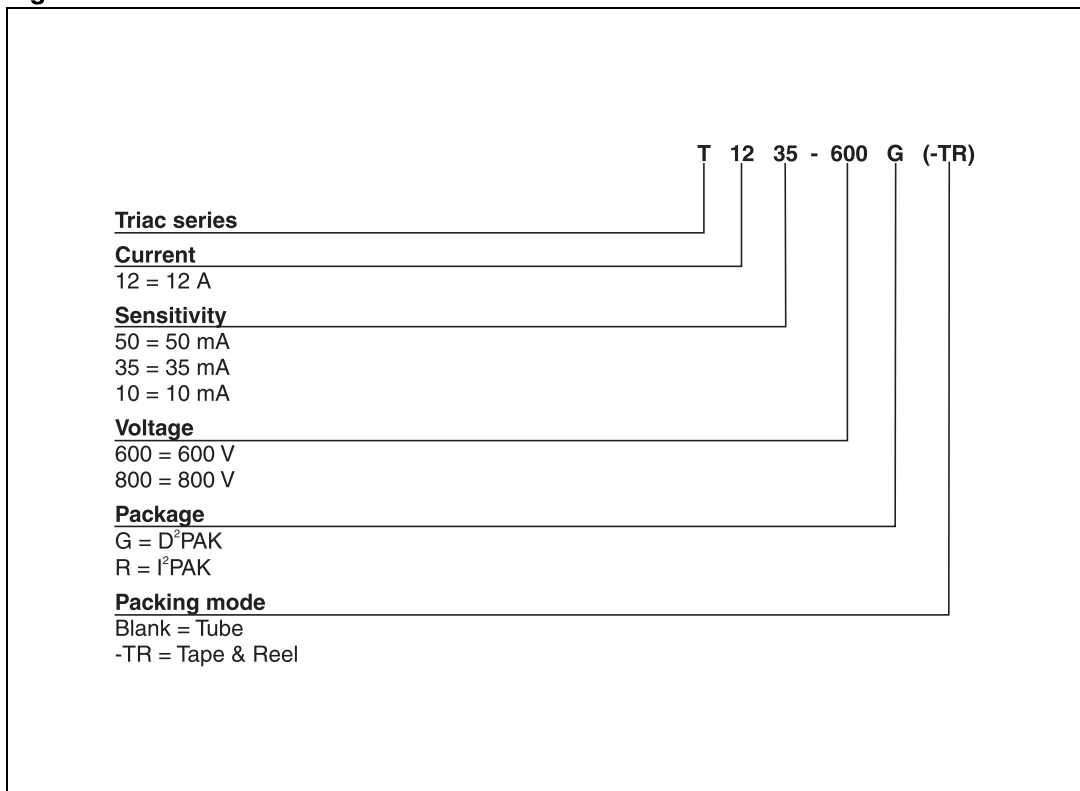 T 12 35 - 600 G (-TR)
Triac series
Current
12 = 12 A
Sensitivity
50 = 50 mA
35 = 35 mA
10 = 10 mA
Voltage
600 = 600 V
800 = 800 V
Package
G = D²PAK
R = I²PAK
Packing mode
Blank = Tube
-TR = Tape & Reel